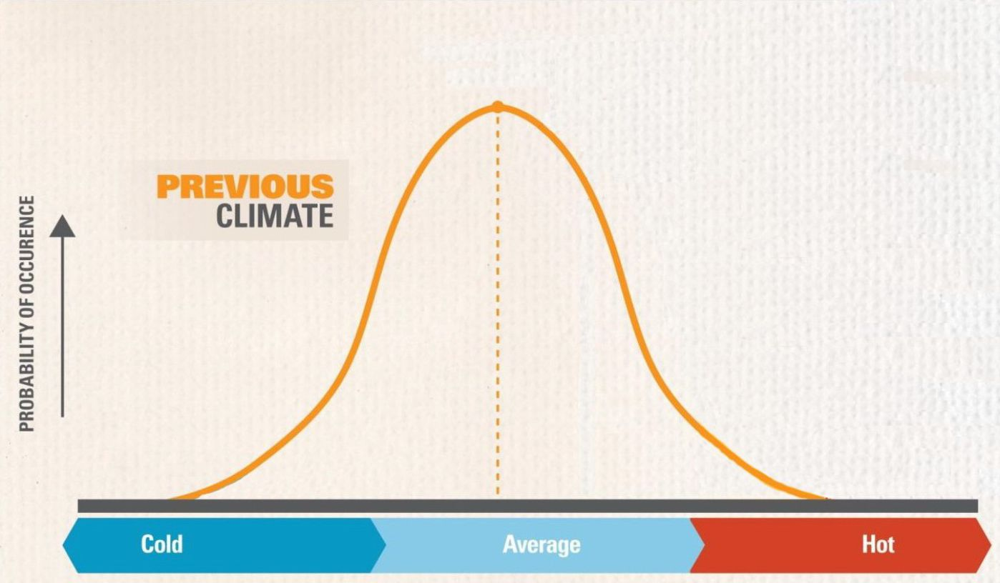 PREVIOUS
CLIMATE
PROBABILITY OF OCCURENCE
Cold
Average
Hot